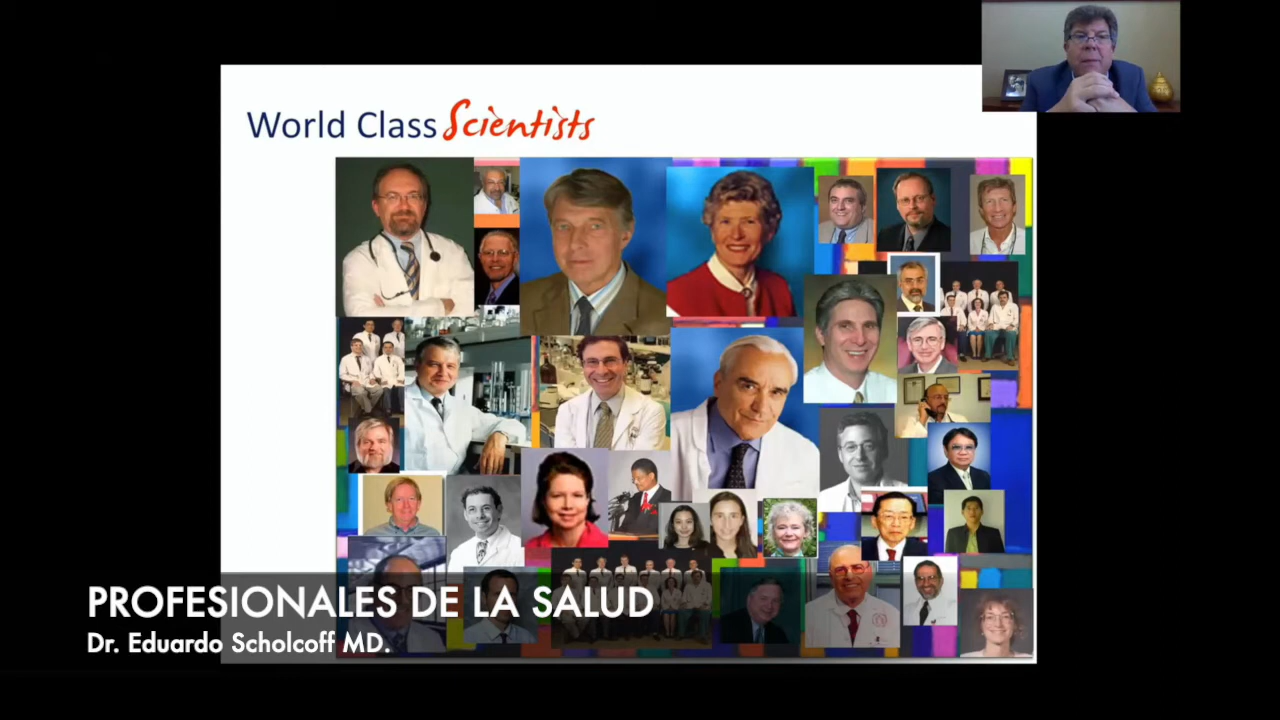 World Class Scientists
PROFESIONALES DE LA SALUD
Dr. Eduardo Scholcoff MD.